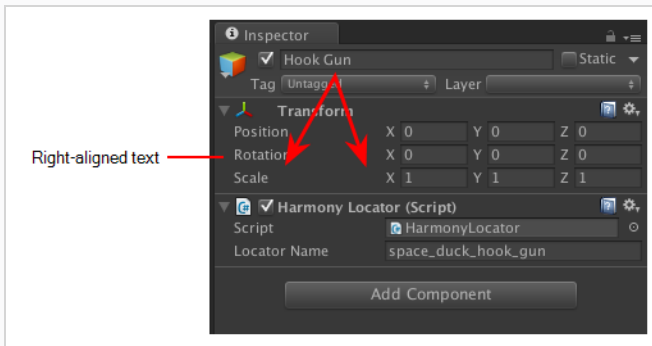 Inspector
Hook Gun Static
Tag Untagged Layer
Transform
Position X 0 Y 0 Z 0
Right-aligned text Rotation X 0 Y 0 Z 0
Scale X 1 Y 1 Z 1
Harmony Locator (Script)
Script HarmonyLocator
Locator Name space_duck_hook_gun
Add Component